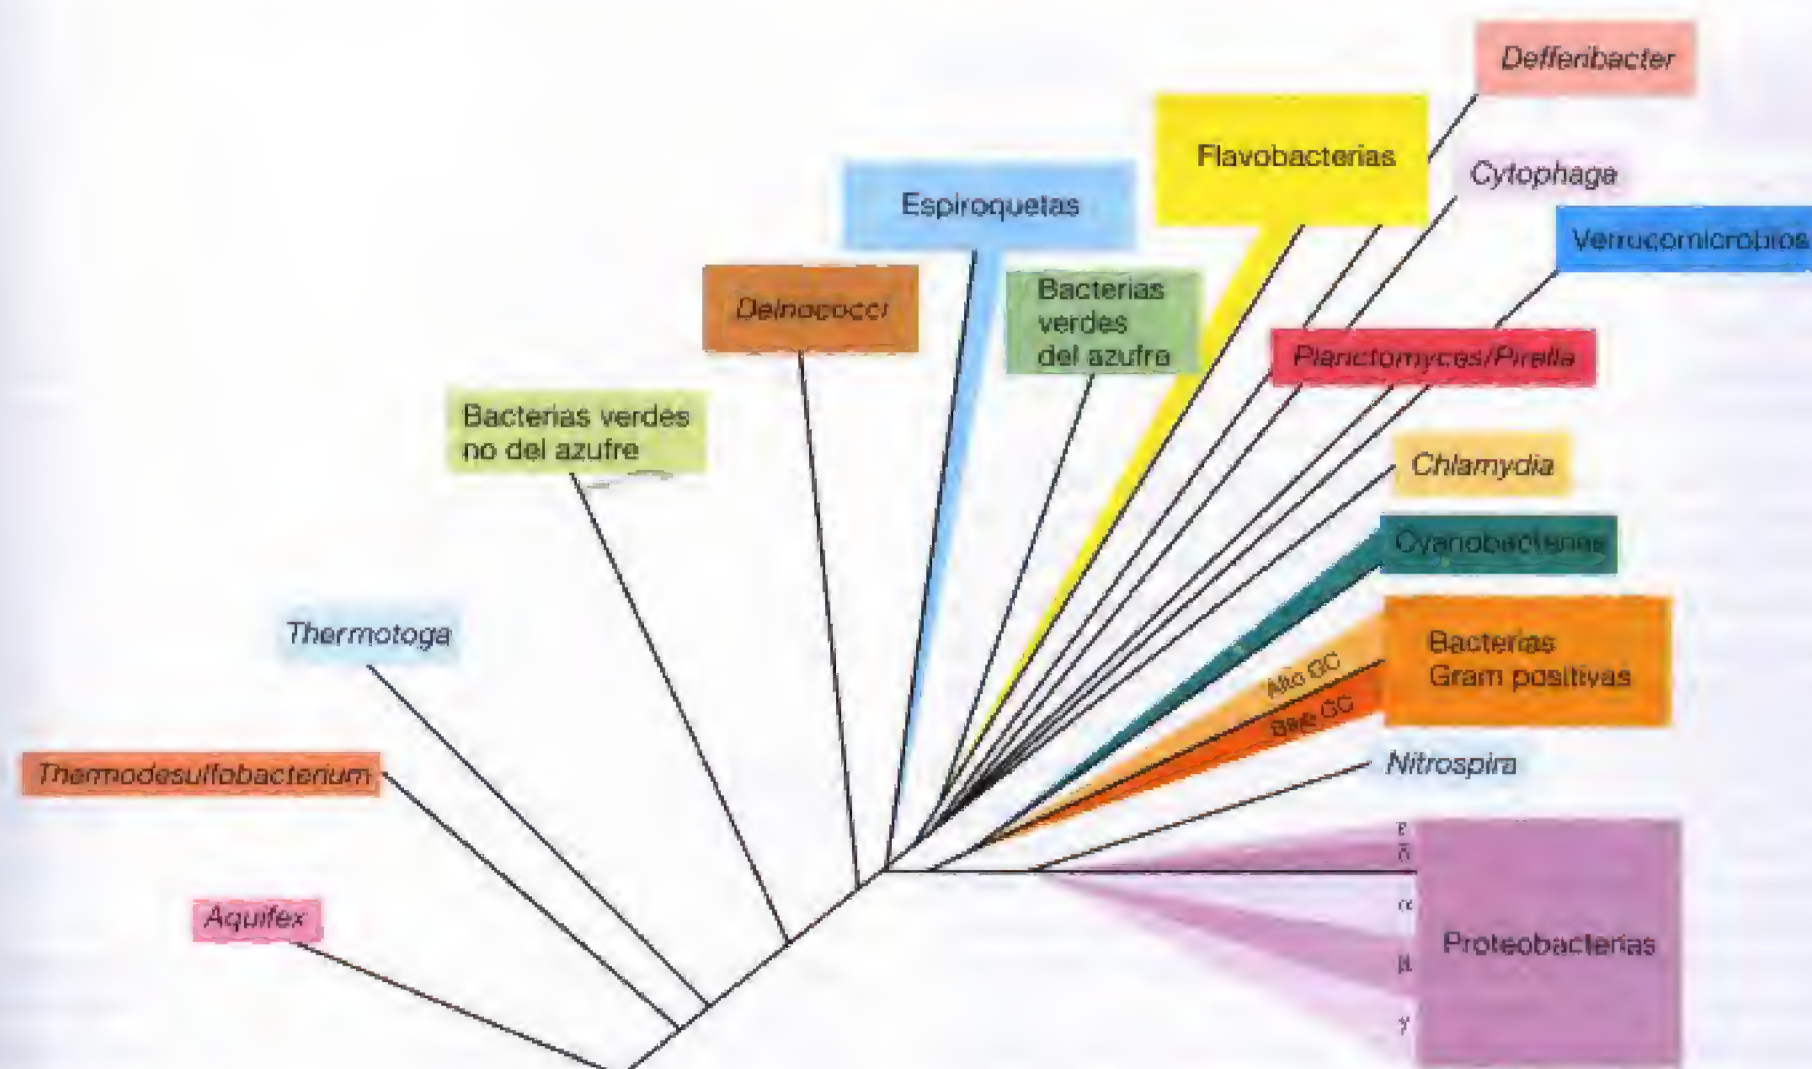 Defferibacter
Flavobacterias
Cytophaga
Espiroquetas
Verrucomicrobios
Bacterias
verdes
del azufre
Deinococci
Planctomyces/Pirella
Bacterias verdes
no del azufre
Chlamydia
Cyanobacterias
Thermotoga
Bacterias
Gram positivas
Alto GC
Bajo GC
Nitrospira
Thermodesulfobacterium
ε
δ
α
Aquifex
Proteobacterias
β
γ